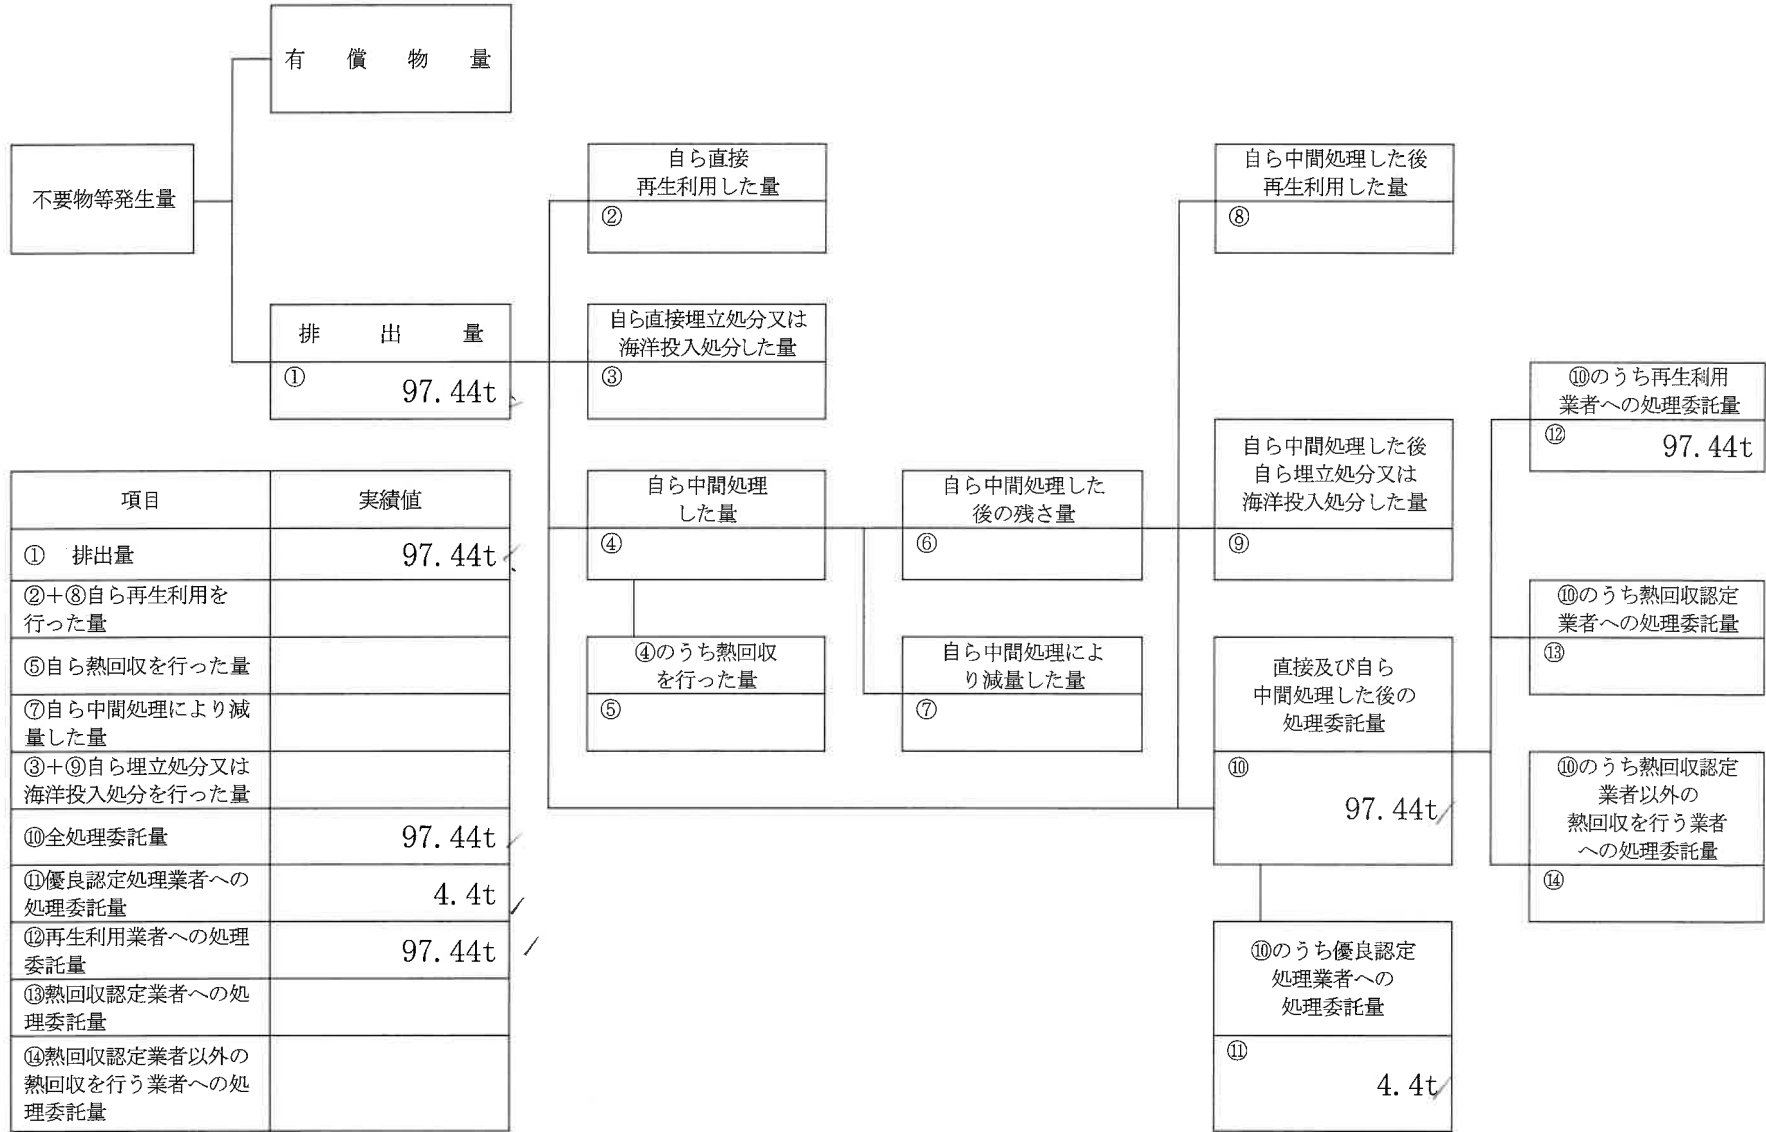 有償物量
不要物等発生量
排出量
① 97.44t
自ら直接
再生利用した量
②
自ら直接埋立処分又は
海洋投入処分した量
③
自ら中間処理
した量
④
④のうち熱回収
を行った量
⑤
自ら中間処理した
後の残さ量
⑥
自ら中間処理によ
り減量した量
⑦
自ら中間処理した後
再生利用した量
⑧
自ら中間処理した後
自ら埋立処分又は
海洋投入処分した量
⑨
直接及び自ら
中間処理した後の
処理委託量
⑩
97.44t
⑩のうち優良認定
処理業者への
処理委託量
⑪
4.4t
⑩のうち再生利用
業者への処理委託量
⑫ 97.44t
⑩のうち熱回収認定
業者への処理委託量
⑬
⑩のうち熱回収認定
業者以外の
熱回収を行う業者
への処理委託量
⑭
項目 実績値
① 排出量 97.44t
②+⑧自ら再生利用を
行った量
⑤自ら熱回収を行った量
⑦自ら中間処理により減
量した量
③+⑨自ら埋立処分又は
海洋投入処分を行った量
⑩全処理委託量 97.44t
⑪優良認定処理業者への
処理委託量 4.4t
⑫再生利用業者への処理
委託量 97.44t
⑬熱回収認定業者への処
理委託量
⑭熱回収認定業者以外の
熱回収を行う業者への処
理委託量